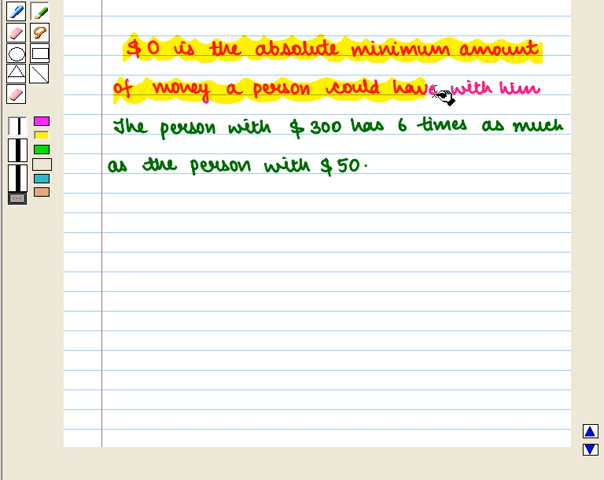 $0 is the absolute minimum amount
of money a person could have with him
The person with $300 has 6 times as much
as the person with $50.